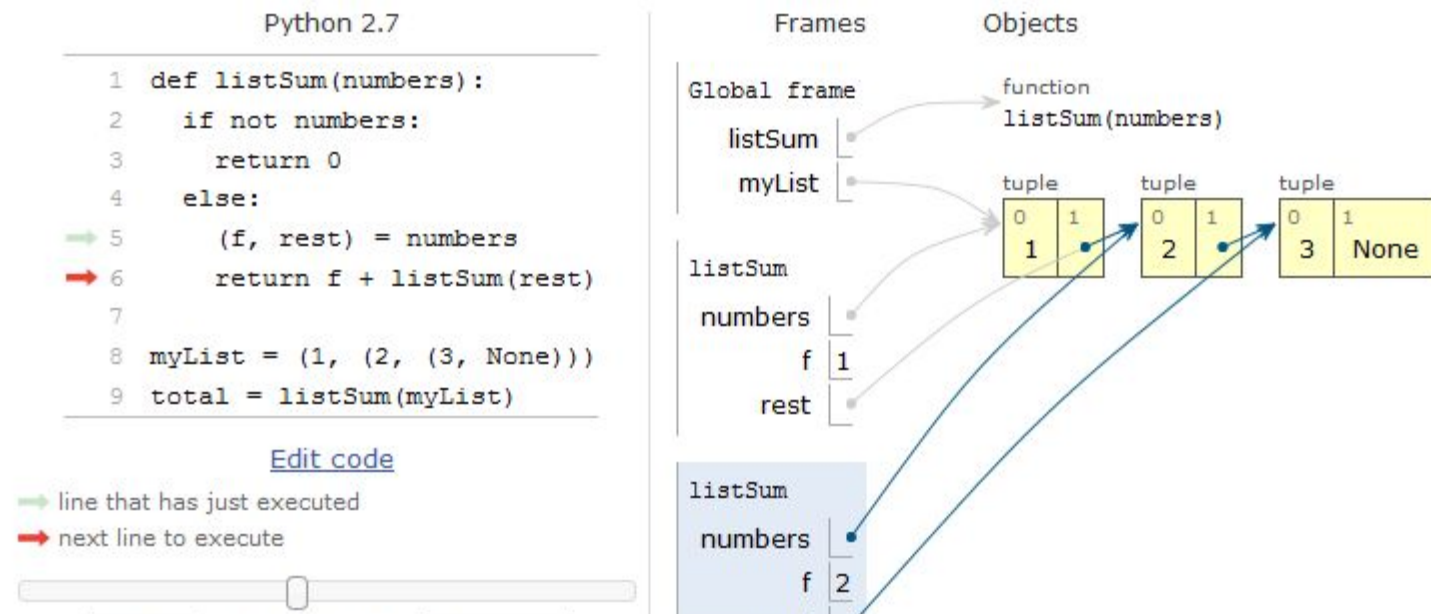 Python 2.7
1 def listSum(numbers):
2 if not numbers:
3 return 0
4 else:
5 (f, rest) = numbers
6 return f + listSum(rest)
7
8 myList = (1, (2, (3, None)))
9 total = listSum(myList)
Edit code
line that has just executed
next line to execute
Frames
Objects
Global frame
listSum
myList
function
listSum(numbers)
tuple
0 1
1
tuple
0 1
2
tuple
0 1
3 None
listSum
numbers
f 1
rest
listSum
numbers
f 2